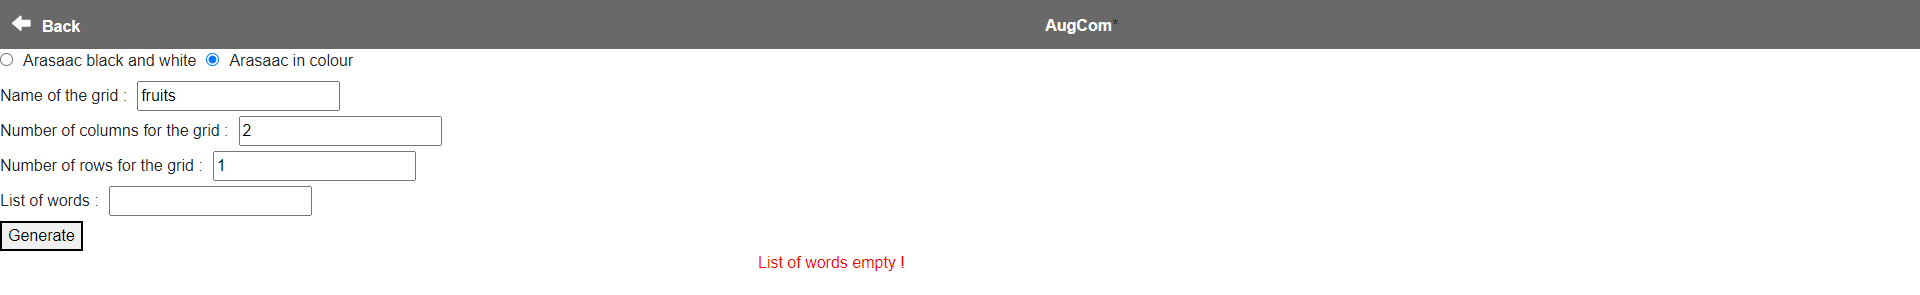 Back
AugCom*
Arasaac black and white Arasaac in colour
Name of the grid : fruits
Number of columns for the grid : 2
Number of rows for the grid : 1
List of words :
Generate
List of words empty !